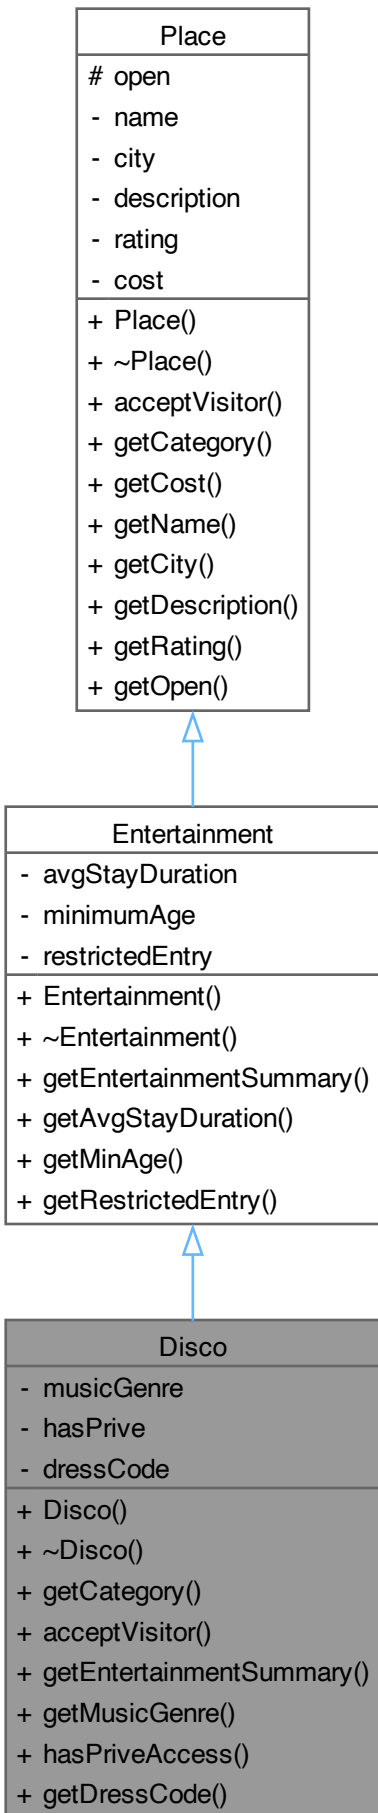 Place
# open
- name
- city
- description
- rating
- cost
+ Place()
+ ~Place()
+ acceptVisitor()
+ getCategory()
+ getCost()
+ getName()
+ getCity()
+ getDescription()
+ getRating()
+ getOpen()
Entertainment
- avgStayDuration
- minimumAge
- restrictedEntry
+ Entertainment()
+ ~Entertainment()
+ getEntertainmentSummary()
+ getAvgStayDuration()
+ getMinAge()
+ getRestrictedEntry()
Disco
- musicGenre
- hasPrive
- dressCode
+ Disco()
+ ~Disco()
+ getCategory()
+ acceptVisitor()
+ getEntertainmentSummary()
+ getMusicGenre()
+ hasPriveAccess()
+ getDressCode()